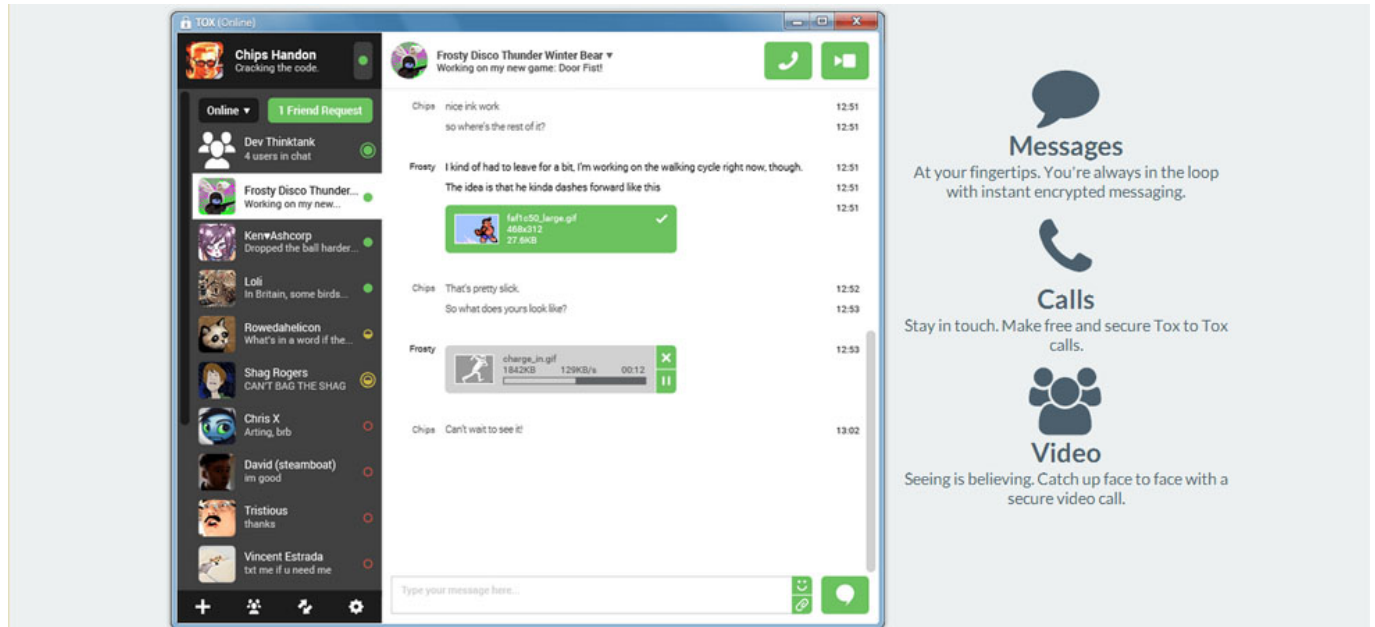 TOX (Online)
Chips Handon
Cracking the code.
Online
1 Friend Request
Dev Thinktank
4 users in chat
Frosty Disco Thunder...
Working on my new...
Ken♥Ashcorp
Dropped the ball harder...
Loli
In Britain, some birds...
Rowedahelicon
What's in a word if the...
Shag Rogers
CAN'T BAG THE SHAG
Chris X
Arting, brb
David (steamboat)
im good
Tristious
thanks
Vincent Estrada
txt me if u need me
Frosty Disco Thunder Winter Bear
Working on my new game: Door Fist!
Chips nice ink work 12:51
so where's the rest of it? 12:51
Frosty I kind of had to leave for a bit, I'm working on the walking cycle right now, though. 12:51
The idea is that he kinda dashes forward like this 12:51
12:51
faf1c50_large.gif
468x312
27.6KB
Chips That's pretty slick. 12:52
So what does yours look like? 12:53
Frosty 12:53
charge_in.gif
1842KB 129KB/s 00:12
Chips Can't wait to see it! 13:02
Type your message here...
Messages
At your fingertips. You're always in the loop
with instant encrypted messaging.
Calls
Stay in touch. Make free and secure Tox to Tox
calls.
Video
Seeing is believing. Catch up face to face with a
secure video call.